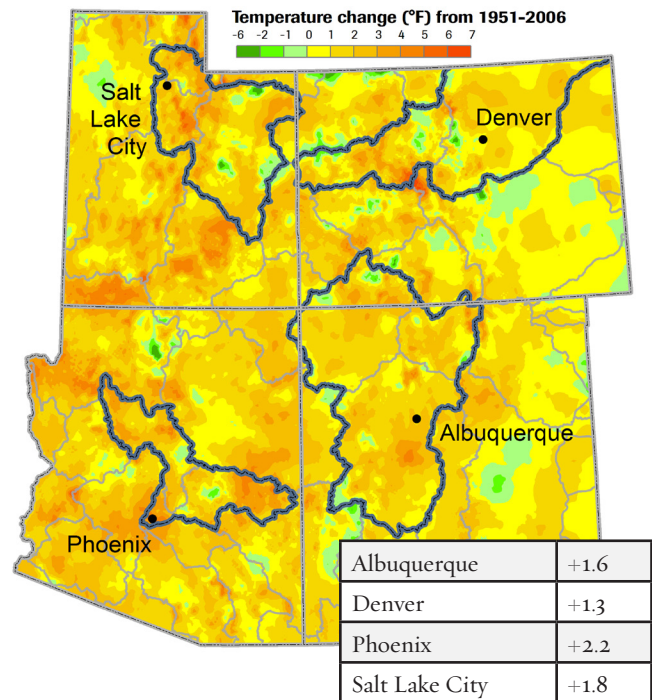 Temperature change (°F) from 1951-2006
-6 -2 -1 0 1 2 3 4 5 6 7
Salt
Lake
City
Denver
Albuquerque
Phoenix
Albuquerque +1.6
Denver +1.3
Phoenix +2.2
Salt Lake City +1.8